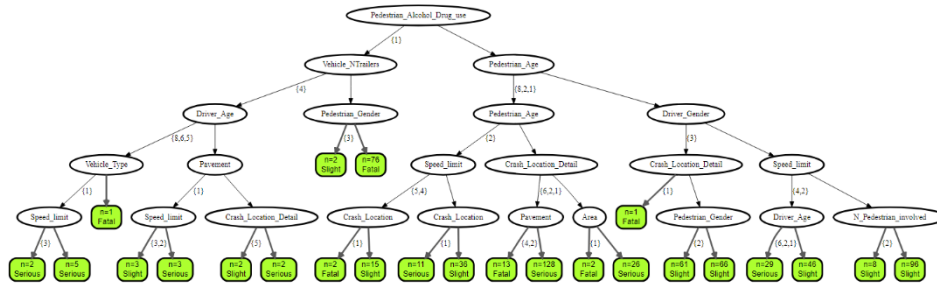 Pedestrian_Alcohol_Drug_use
{1}
Vehicle_NTrailers
Pedestrian_Age
{4}
{8,2,1}
Driver_Age
Pedestrian_Gender
Pedestrian_Age
Driver_Gender
{8,6,5}
{3}
{2}
{3}
Vehicle_Type
Pavement
n=2 Slight
n=76 Fatal
Speed_limit
Crash_Location_Detail
Crash_Location_Detail
Speed_limit
{1}
{1}
{5,4}
{6,2,1}
{1}
{4,2}
Speed_limit
n=1 Fatal
Speed_limit
Crash_Location_Detail
Crash_Location
Crash_Location
Pavement
Area
n=1 Fatal
Pedestrian_Gender
Driver_Age
N_Pedestrian_involved
{3}
{3,2}
{5}
{1}
{1}
{4,2}
{1}
{2}
{6,2,1}
{2}
n=2 Serious
n=5 Serious
n=3 Slight
n=3 Serious
n=2 Slight
n=2 Serious
n=2 Fatal
n=15 Slight
n=11 Serious
n=36 Slight
n=13 Fatal
n=128 Serious
n=2 Fatal
n=26 Serious
n=61 Slight
n=66 Slight
n=29 Serious
n=46 Slight
n=8 Slight
n=96 Slight